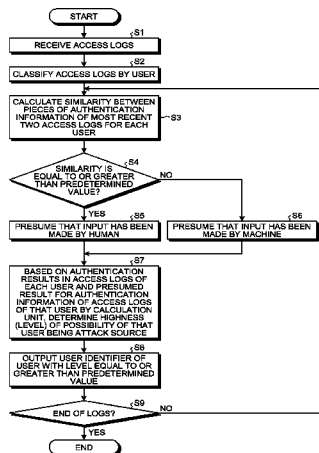 START
S1
RECEIVE ACCESS LOGS
S2
CLASSIFY ACCESS LOGS BY USER
CALCULATE SIMILARITY BETWEEN
PIECES OF AUTHENTICATION
INFORMATION OF MOST RECENT
TWO ACCESS LOGS FOR EACH
USER
S3
S4
SIMILARITY IS
EQUAL TO OR GREATER
THAN PREDETERMINED
VALUE?
NO
YES
S5
PRESUME THAT INPUT HAS BEEN
MADE BY HUMAN
S6
PRESUME THAT INPUT HAS BEEN
MADE BY MACHINE
S7
BASED ON AUTHENTICATION
RESULTS IN ACCESS LOGS OF
EACH USER AND PRESUMED
RESULT FOR AUTHENTICATION
INFORMATION OF ACCESS LOGS
OF THAT USER BY CALCULATION
UNIT, DETERMINE HIGHNESS
(LEVEL) OF POSSIBILITY OF THAT
USER BEING ATTACK SOURCE
S8
OUTPUT USER IDENTIFIER OF
USER WITH LEVEL EQUAL TO OR
GREATER THAN PREDETERMINED
VALUE
S9
END OF LOGS?
NO
YES
END